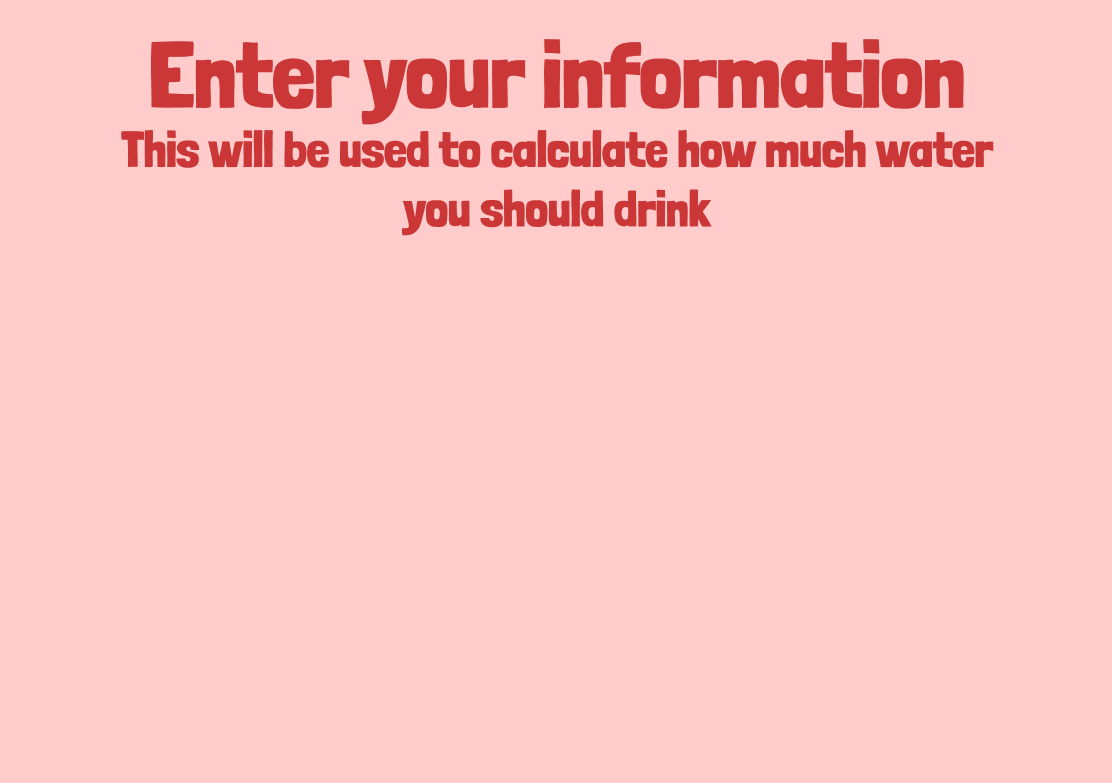 Enter your information
This will be used to calculate how much water
you should drink